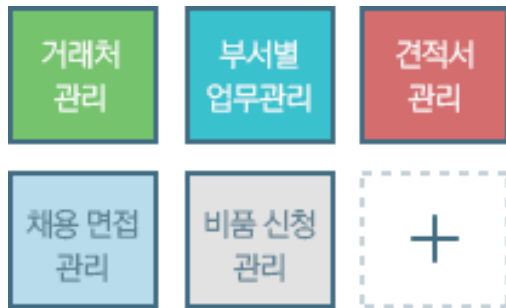 거래처
관리
부서별
업무관리
견적서
관리
채용 면접
관리
비품 신청
관리